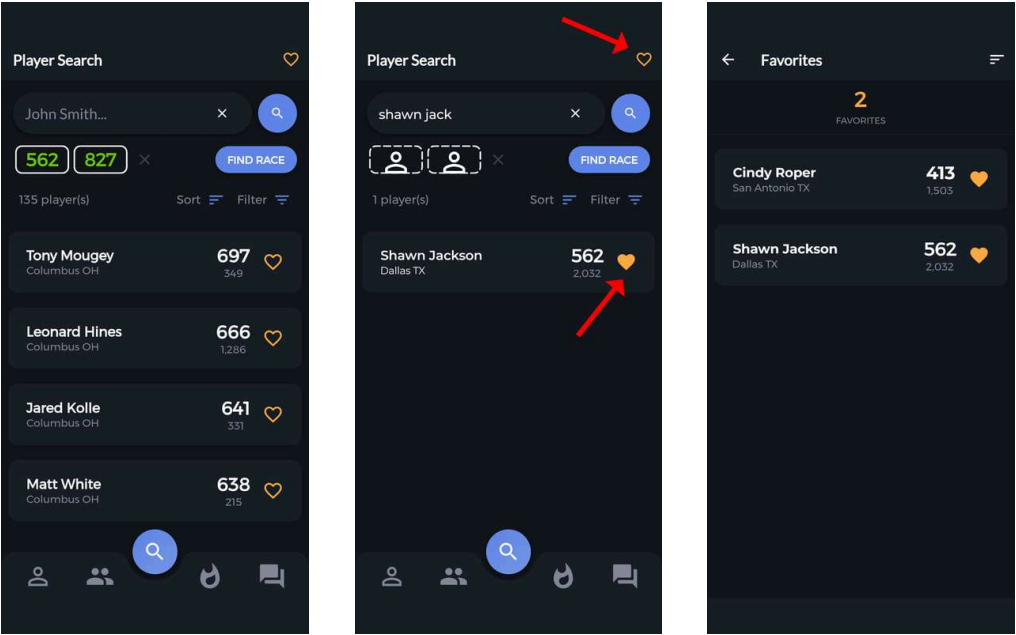 Player Search
John Smith...
562 827 FIND RACE
135 player(s) Sort Filter
Tony Mougey 697
Columbus OH 349
Leonard Hines 666
Columbus OH 1,286
Jared Kolle 641
Columbus OH 331
Matt White 638
Columbus OH 215
Player Search
shawn jack
FIND RACE
1 player(s) Sort Filter
Shawn Jackson 562
Dallas TX 2,032
Favorites
2
FAVORITES
Cindy Roper 413
San Antonio TX 1,503
Shawn Jackson 562
Dallas TX 2,032